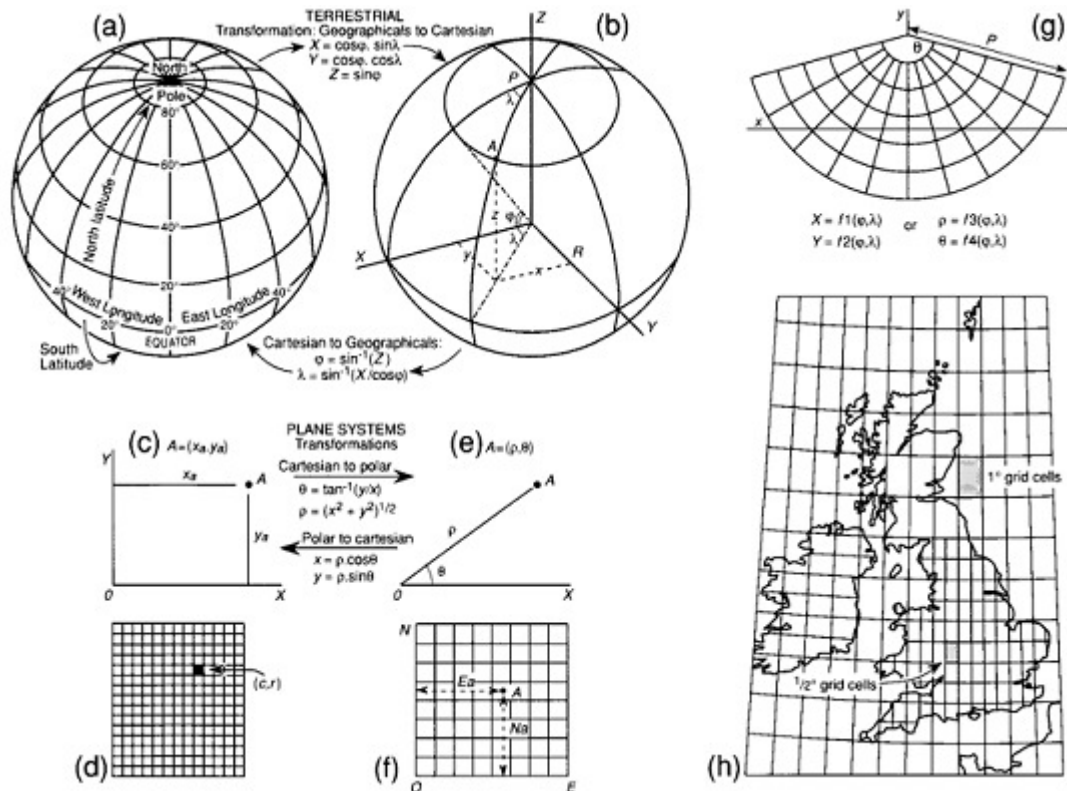 (a)
TERRESTRIAL
Transformation: Geographicals to Cartesian
X = cosφ. sinλ
Y = cosφ. cosλ
Z = sinφ
(b)
Z
North
Pole
80°
60°
40°
20°
0°
North latitude
40°
West Longitude
20°
East Longitude
20°
40°
EQUATOR
South
Latitude
P
λ
A
z
φ
λ
X
y
x
R
Y
Cartesian to Geographicals:
φ = sin⁻¹(Z)
λ = sin⁻¹(X/cosφ)
(g)
y
θ
ρ
x
X = f1(φ,λ) or ρ = f3(φ,λ)
Y = f2(φ,λ) θ = f4(φ,λ)
(c)
A=(xa.ya)
Y
xa
A
ya
0
X
PLANE SYSTEMS
Transformations
Cartesian to polar
θ = tan⁻¹(y/x)
ρ = (x² + y²)¹/²
Polar to cartesian
x = ρ.cosθ
y = ρ.sinθ
(e)
A=(ρ,θ)
A
ρ
θ
0
X
(d)
(c,r)
(f)
N
Ea
A
Na
O
E
(h)
1° grid cells
1/2° grid cells